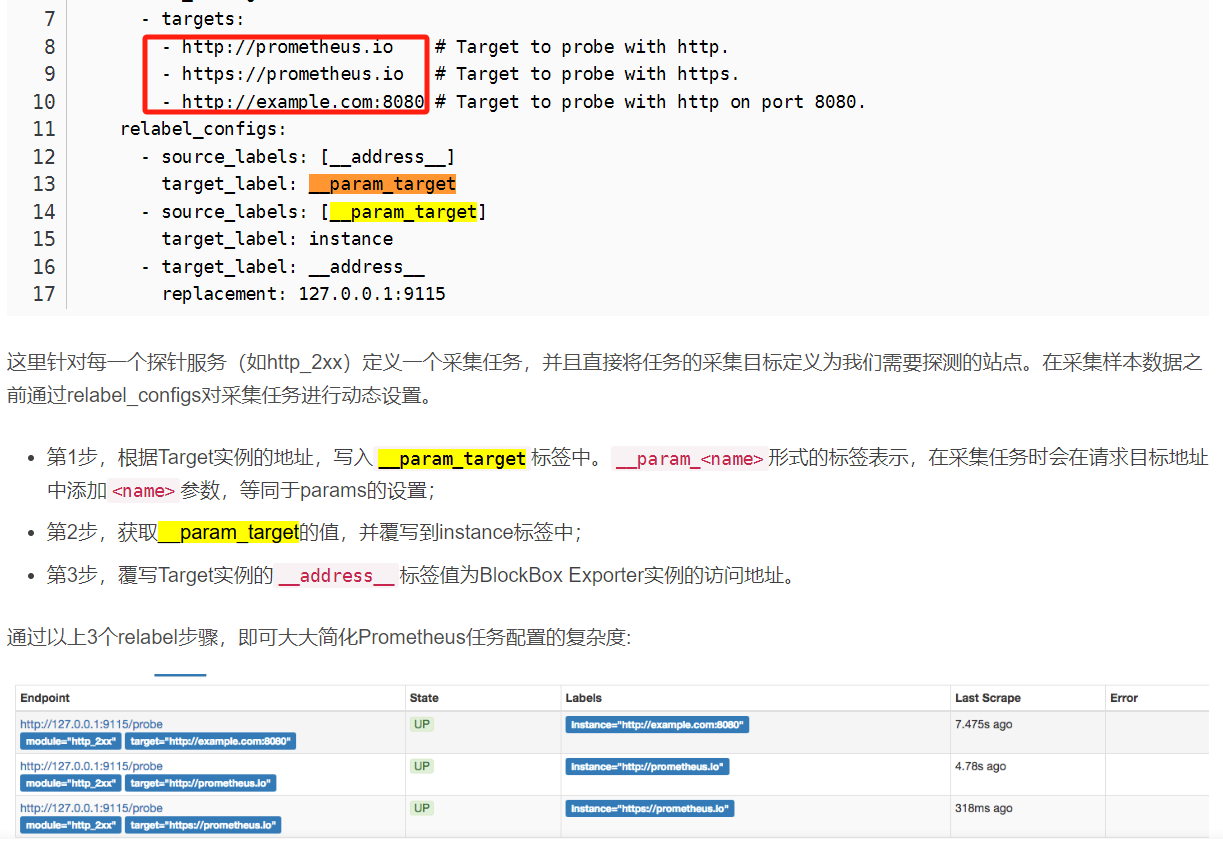 7 - targets:
8 - http://prometheus.io # Target to probe with http.
9 - https://prometheus.io # Target to probe with https.
10 - http://example.com:8080 # Target to probe with http on port 8080.
11 relabel_configs:
12 - source_labels: [__address__]
13 target_label: __param_target
14 - source_labels: [__param_target]
15 target_label: instance
16 - target_label: __address__
17 replacement: 127.0.0.1:9115
这里针对每一个探针服务（如http_2xx）定义一个采集任务，并且直接将任务的采集目标定义为我们需要探测的站点。在采集样本数据之
前通过relabel_configs对采集任务进行动态设置。
• 第1步，根据Target实例的地址，写入 __param_target 标签中。 __param_<name> 形式的标签表示，在采集任务时会在请求目标地址
中添加 <name> 参数，等同于params的设置；
• 第2步，获取__param_target的值，并覆写到instance标签中；
• 第3步，覆写Target实例的 __address__ 标签值为BlockBox Exporter实例的访问地址。
通过以上3个relabel步骤，即可大大简化Prometheus任务配置的复杂度:
Endpoint State Labels Last Scrape Error
http://127.0.0.1:9115/probe UP instance="http://example.com:8080" 7.475s ago
module="http_2xx" target="http://example.com:8080"
http://127.0.0.1:9115/probe UP instance="http://prometheus.io" 4.78s ago
module="http_2xx" target="http://prometheus.io"
http://127.0.0.1:9115/probe UP instance="https://prometheus.io" 318ms ago
module="http_2xx" target="https://prometheus.io"